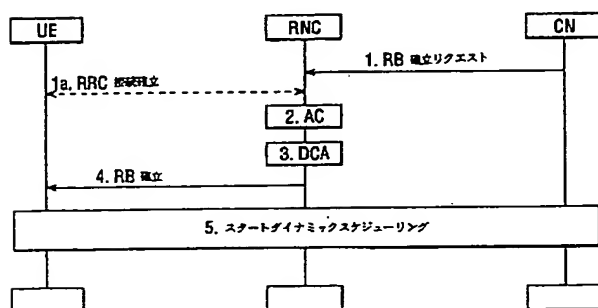 UE
RNC
CN
1. RB 確立リクエスト
1a. RRC 接続確立
2. AC
3. DCA
4. RB 確立
5. スタートダイナミックスケジューリング